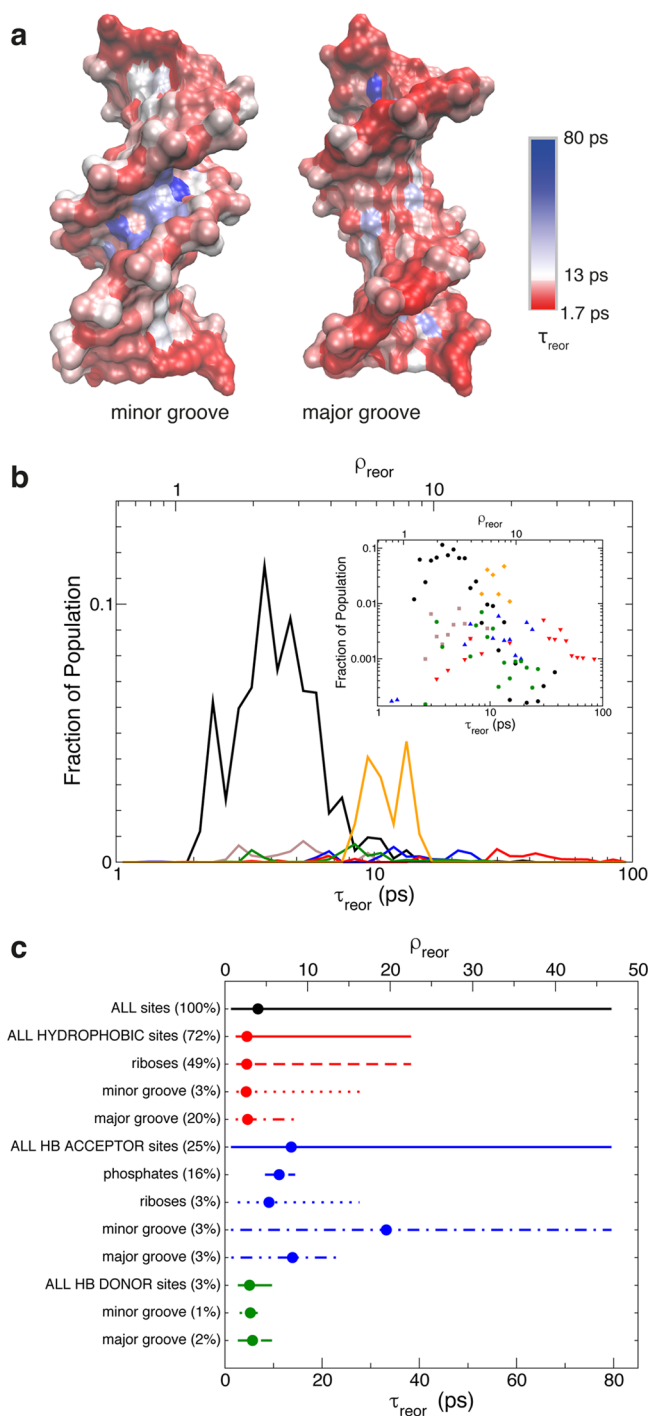 a
80 ps
13 ps
1.7 ps
τreor
minor groove
major groove
b
ρreor
1
10
0.1
0
Fraction of Population
1
10
100
τreor (ps)
ρreor
1
10
0.1
0.01
0.001
Fraction of Population
1
10
100
τreor (ps)
c
ρreor
0
10
20
30
40
50
ALL sites (100%)
ALL HYDROPHOBIC sites (72%)
riboses (49%)
minor groove (3%)
major groove (20%)
ALL HB ACCEPTOR sites (25%)
phosphates (16%)
riboses (3%)
minor groove (3%)
major groove (3%)
ALL HB DONOR sites (3%)
minor groove (1%)
major groove (2%)
0
20
40
60
80
τreor (ps)